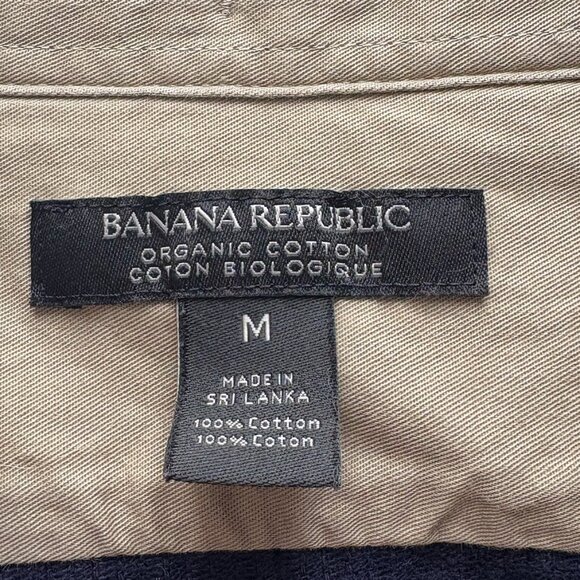 BANANA REPUBLIC
ORGANIC COTTON
COTON BIOLOGIQUE
M
MADE IN
SRI LANKA
100% Cotton
100% Coton